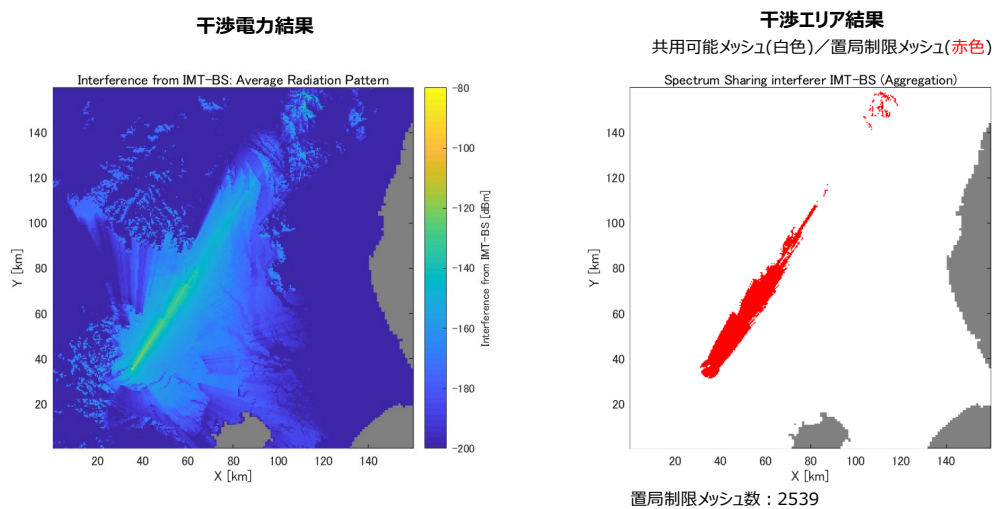 干渉電力結果
Interference from IMT-BS: Average Radiation Pattern
Y [km]
140
120
100
80
60
40
20
20 40 60 80 100 120 140
X [km]
-80
-100
-120
-140
-160
-180
-200
Interference from IMT-BS [dBm]
干渉エリア結果
共用可能メッシュ(白色)／置局制限メッシュ(赤色)
Spectrum Sharing interferer IMT-BS (Aggregation)
Y [km]
140
120
100
80
60
40
20
20 40 60 80 100 120 140
X [km]
置局制限メッシュ数：2539